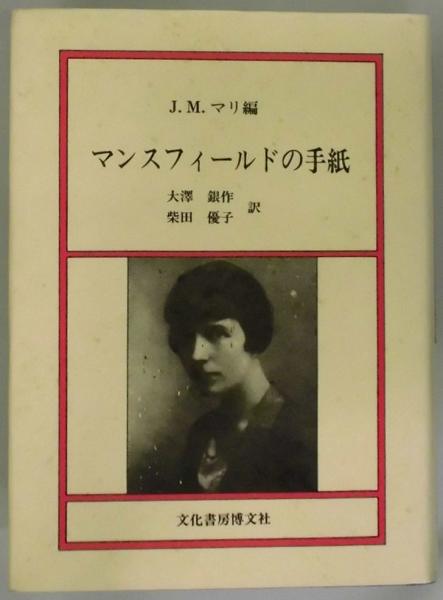 J. M. マリ編
マンスフィールドの手紙
大澤 銀作
柴田 優子 訳
文化書房博文社